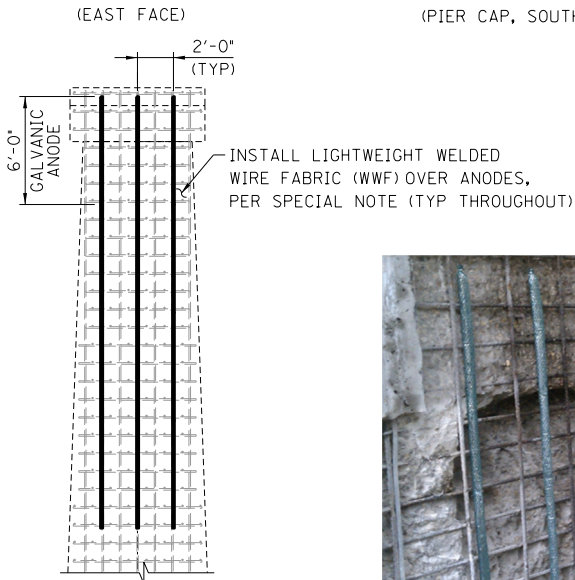 (EAST FACE)
(PIER CAP, SOUTH
2'-0"
(TYP)
6'-0"
GALVANIC
ANODE
INSTALL LIGHTWEIGHT WELDED
WIRE FABRIC (WWF) OVER ANODES,
PER SPECIAL NOTE (TYP THROUGHOUT)